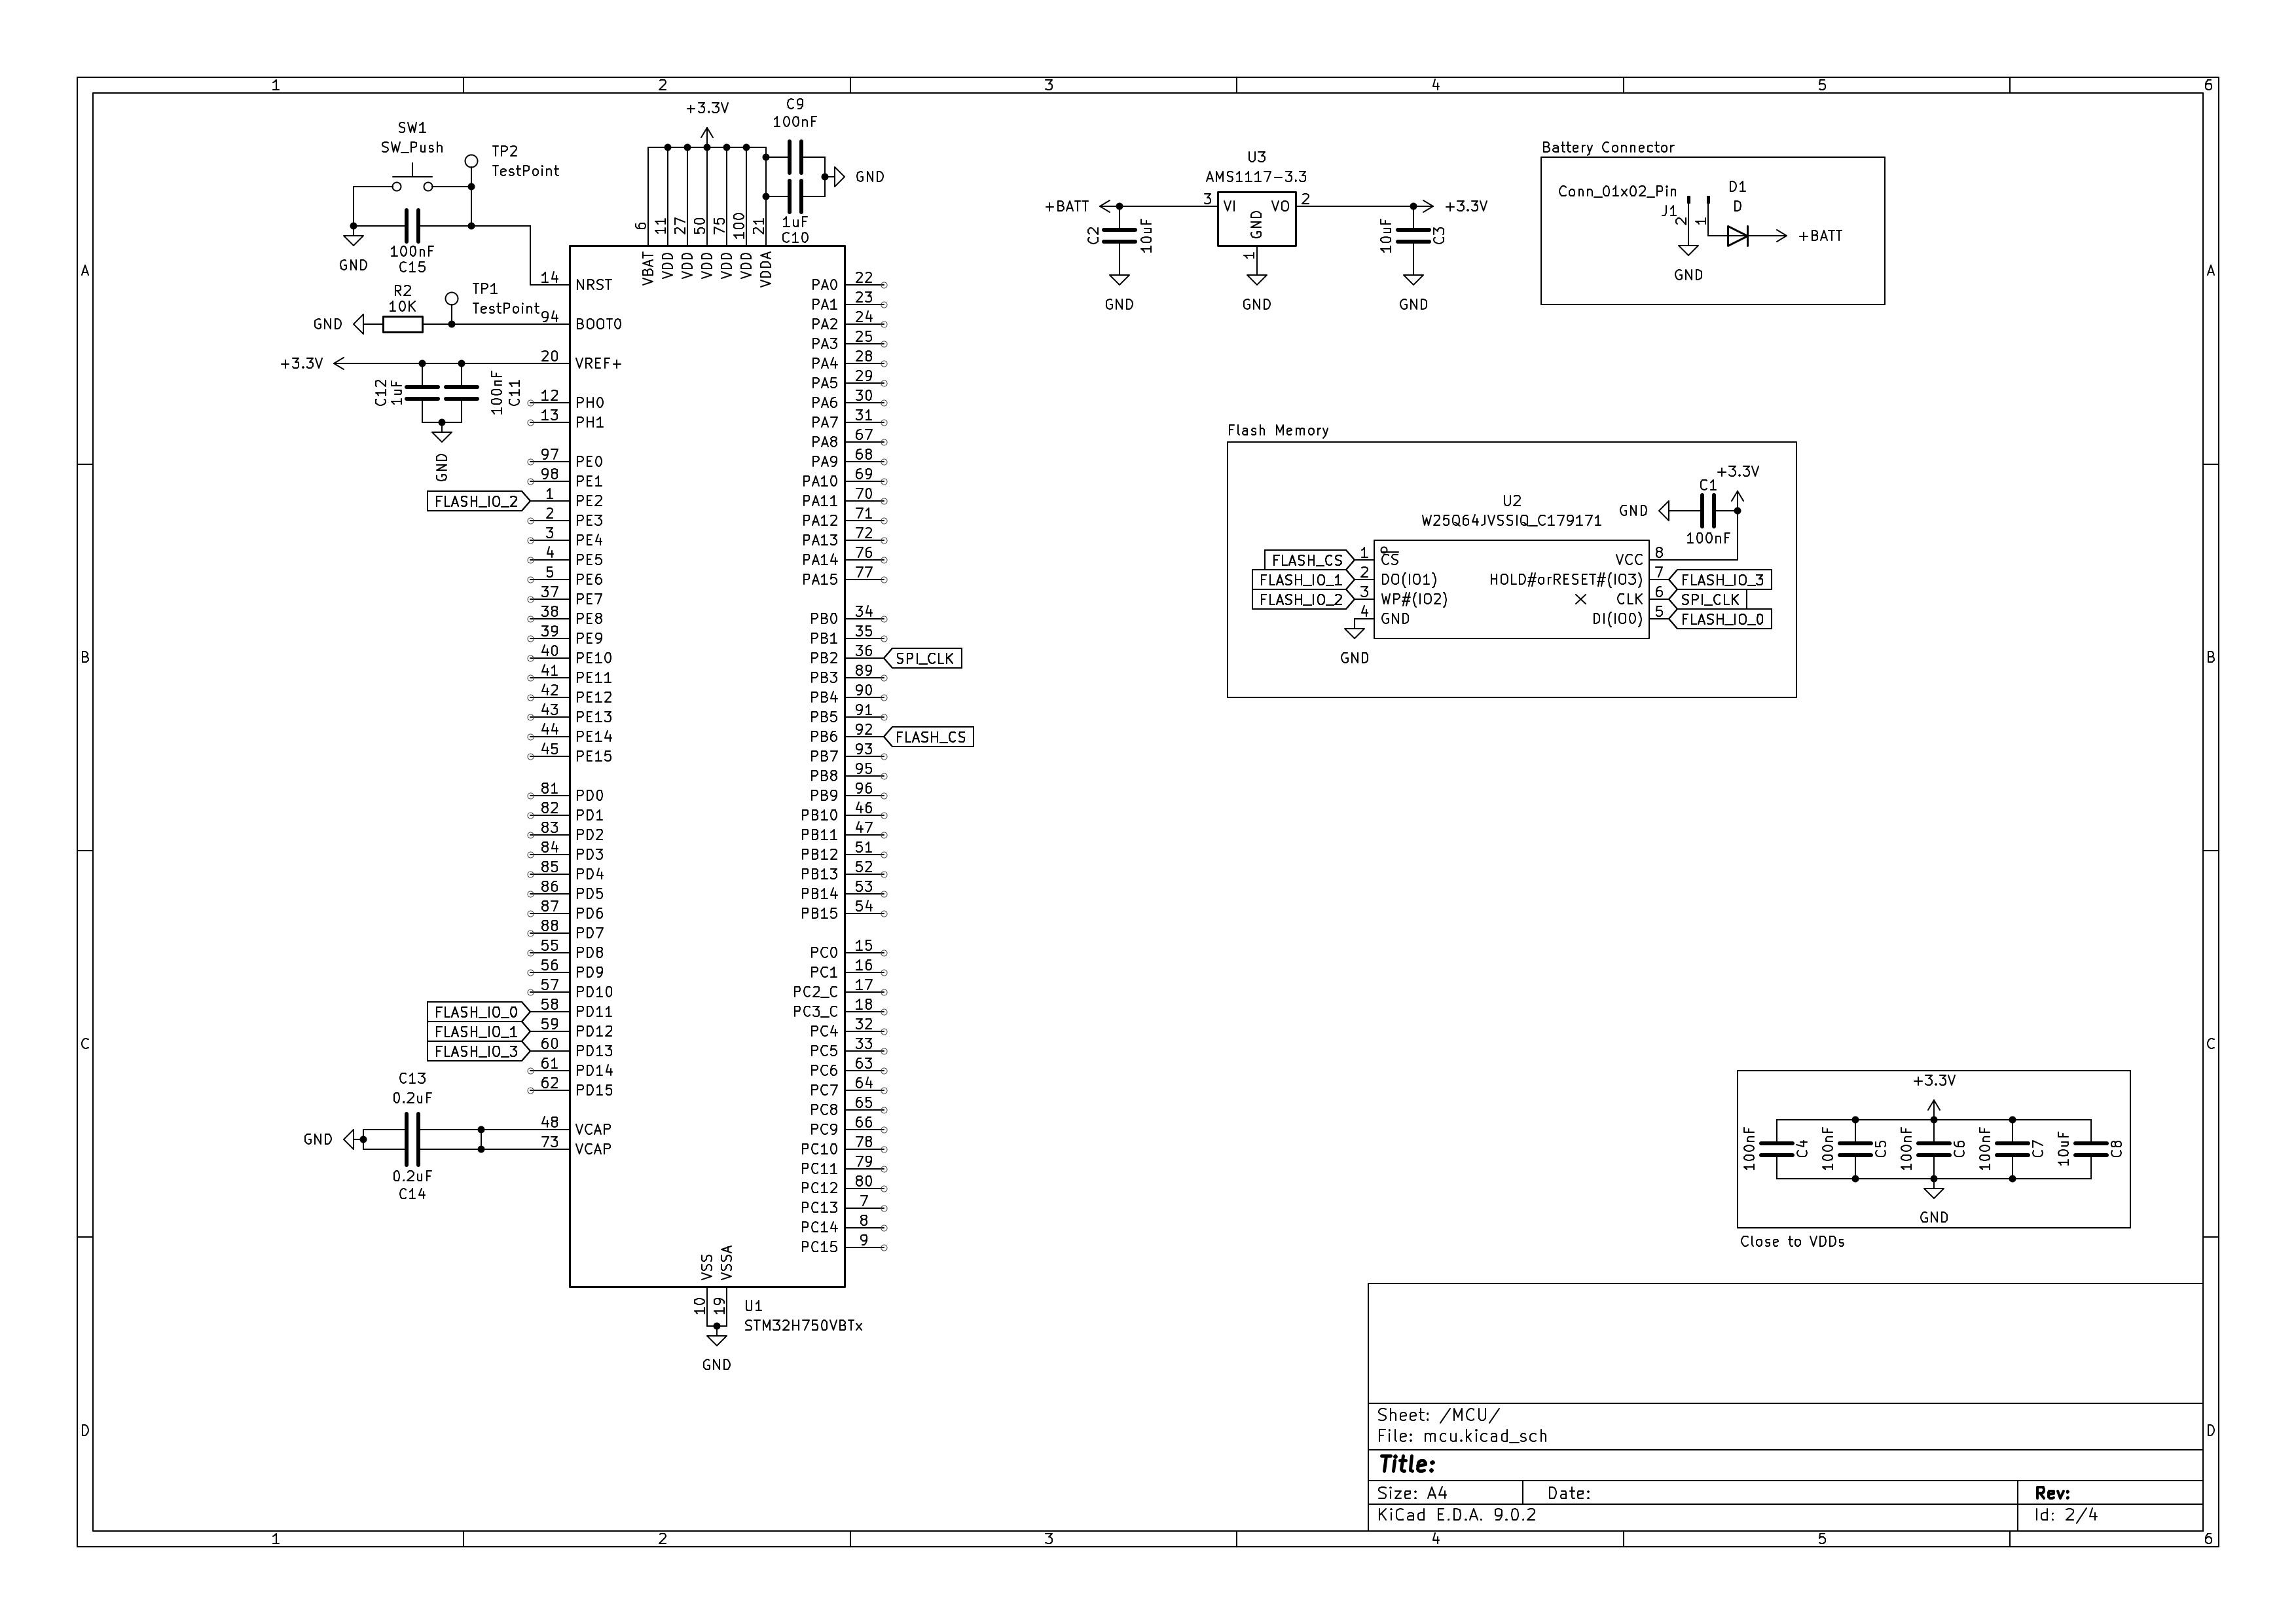 1 2 3 4 5 6
A
B
C
D
SW1
SW_Push
TP2
TestPoint
100nF
C15
GND
R2
10K
TP1
TestPoint
GND
+3.3V
C12
1uF
100nF
C11
GND
+3.3V
C9
100nF
GND
1uF
C10
6 VBAT
11 VDD
27 VDD
50 VDD
75 VDD
100 VDD
21 VDDA
14 NRST
94 BOOT0
20 VREF+
12 PH0
13 PH1
97 PE0
98 PE1
FLASH_IO_2 1 PE2
2 PE3
3 PE4
4 PE5
5 PE6
37 PE7
38 PE8
39 PE9
40 PE10
41 PE11
42 PE12
43 PE13
44 PE14
45 PE15
81 PD0
82 PD1
83 PD2
84 PD3
85 PD4
86 PD5
87 PD6
88 PD7
55 PD8
56 PD9
57 PD10
FLASH_IO_0 58 PD11
FLASH_IO_1 59 PD12
FLASH_IO_3 60 PD13
61 PD14
62 PD15
C13
0.2uF
GND
0.2uF
C14
48 VCAP
73 VCAP
PA0 22
PA1 23
PA2 24
PA3 25
PA4 28
PA5 29
PA6 30
PA7 31
PA8 67
PA9 68
PA10 69
PA11 70
PA12 71
PA13 72
PA14 76
PA15 77
PB0 34
PB1 35
PB2 36 SPI_CLK
PB3 89
PB4 90
PB5 91
PB6 92 FLASH_CS
PB7 93
PB8 95
PB9 96
PB10 46
PB11 47
PB12 51
PB13 52
PB14 53
PB15 54
PC0 15
PC1 16
PC2_C 17
PC3_C 18
PC4 32
PC5 33
PC6 63
PC7 64
PC8 65
PC9 66
PC10 78
PC11 79
PC12 80
PC13 7
PC14 8
PC15 9
VSS 10
VSSA 19
U1
STM32H750VBTx
GND
U3
AMS1117-3.3
+BATT
3 VI
VO 2
GND 1
+3.3V
C2
10uF
10uF
C3
GND
GND
GND
Battery Connector
Conn_01x02_Pin
J1
2
1
D1
D
+BATT
GND
Flash Memory
+3.3V
C1
GND
100nF
U2
W25Q64JVSSIQ_C179171
FLASH_CS 1 CS
FLASH_IO_1 2 DO(IO1)
FLASH_IO_2 3 WP#(IO2)
4 GND
GND
VCC 8
HOLD#orRESET#(IO3) 7 FLASH_IO_3
CLK 6 SPI_CLK
DI(IO0) 5 FLASH_IO_0
+3.3V
100nF C4
100nF C5
100nF C6
100nF C7
10uF C8
GND
Close to VDDs
Sheet: /MCU/
File: mcu.kicad_sch
Title:
Size: A4 Date: Rev:
KiCad E.D.A. 9.0.2 Id: 2/4
A
B
C
D
1 2 3 4 5 6